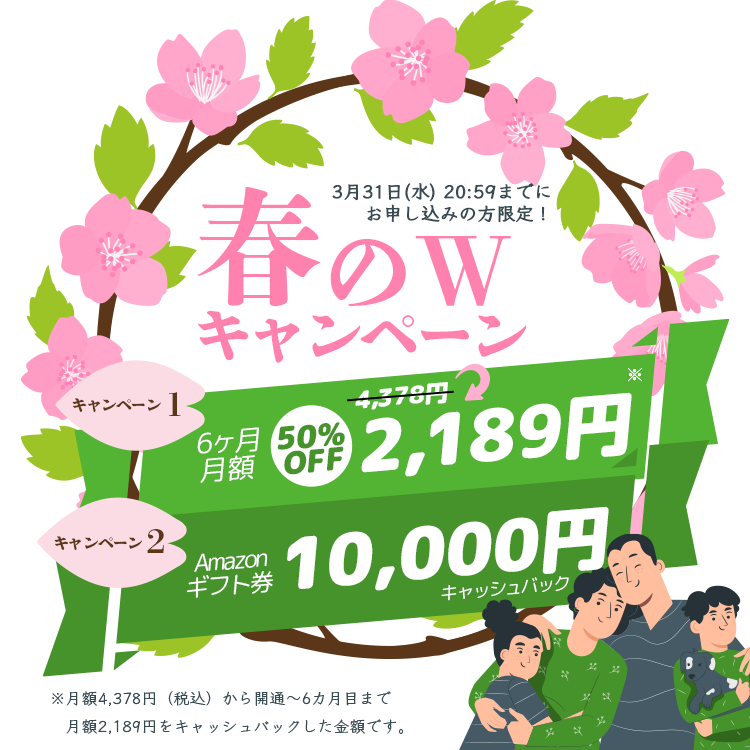 3月31日(水) 20:59までに
お申し込みの方限定！
春のW
キャンペーン
キャンペーン 1
6ヶ月
月額
50%
OFF
4,378円
2,189円
※
キャンペーン 2
Amazon
ギフト券
10,000円
キャッシュバック
※月額4,378円（税込）から開通～6カ月目まで
月額2,189円をキャッシュバックした金額です。